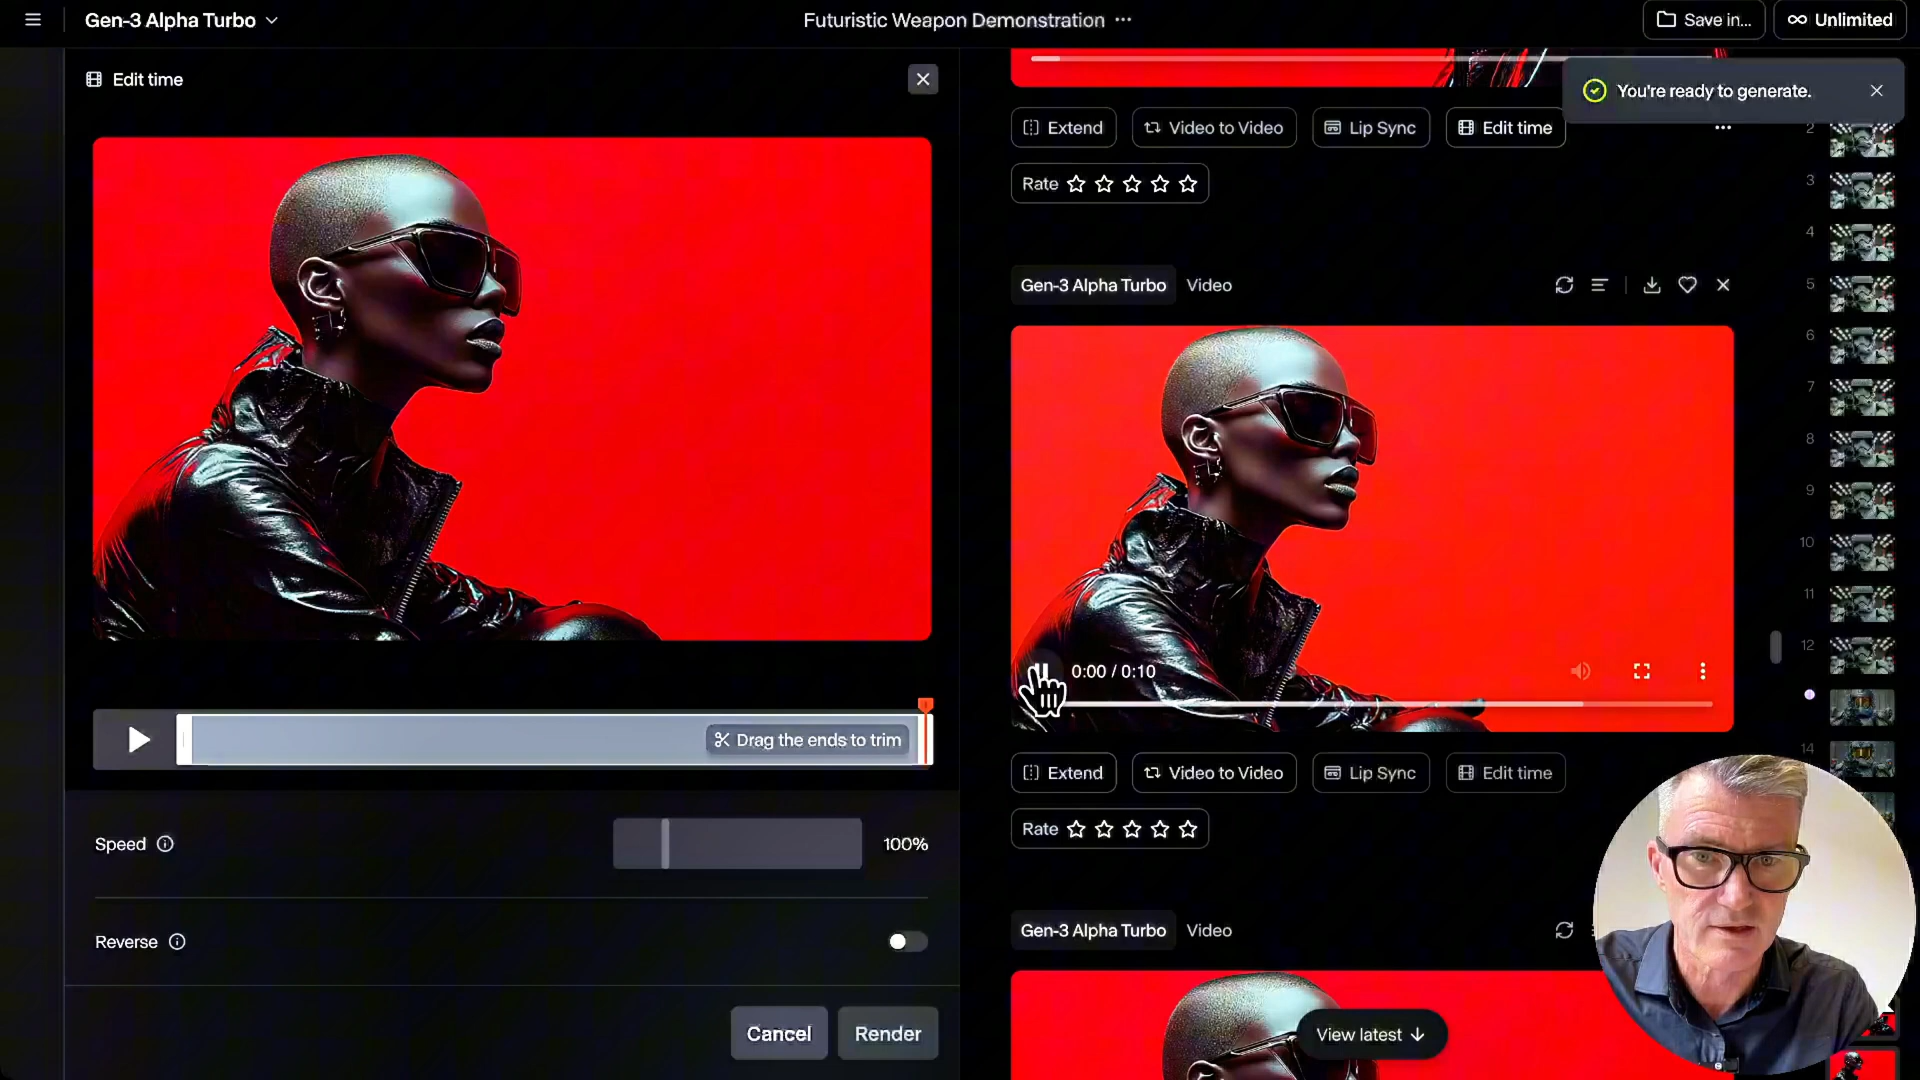 Gen-3 Alpha Turbo
Futuristic Weapon Demonstration ...
Save in...
Unlimited
Edit time
You're ready to generate.
Extend
Video to Video
Lip Sync
Edit time
Rate
Gen-3 Alpha Turbo Video
0:00 / 0:10
Drag the ends to trim
Extend
Video to Video
Lip Sync
Edit time
Rate
Speed
100%
Reverse
Gen-3 Alpha Turbo Video
Cancel
Render
View latest
2
3
4
5
6
7
8
9
10
11
12
14